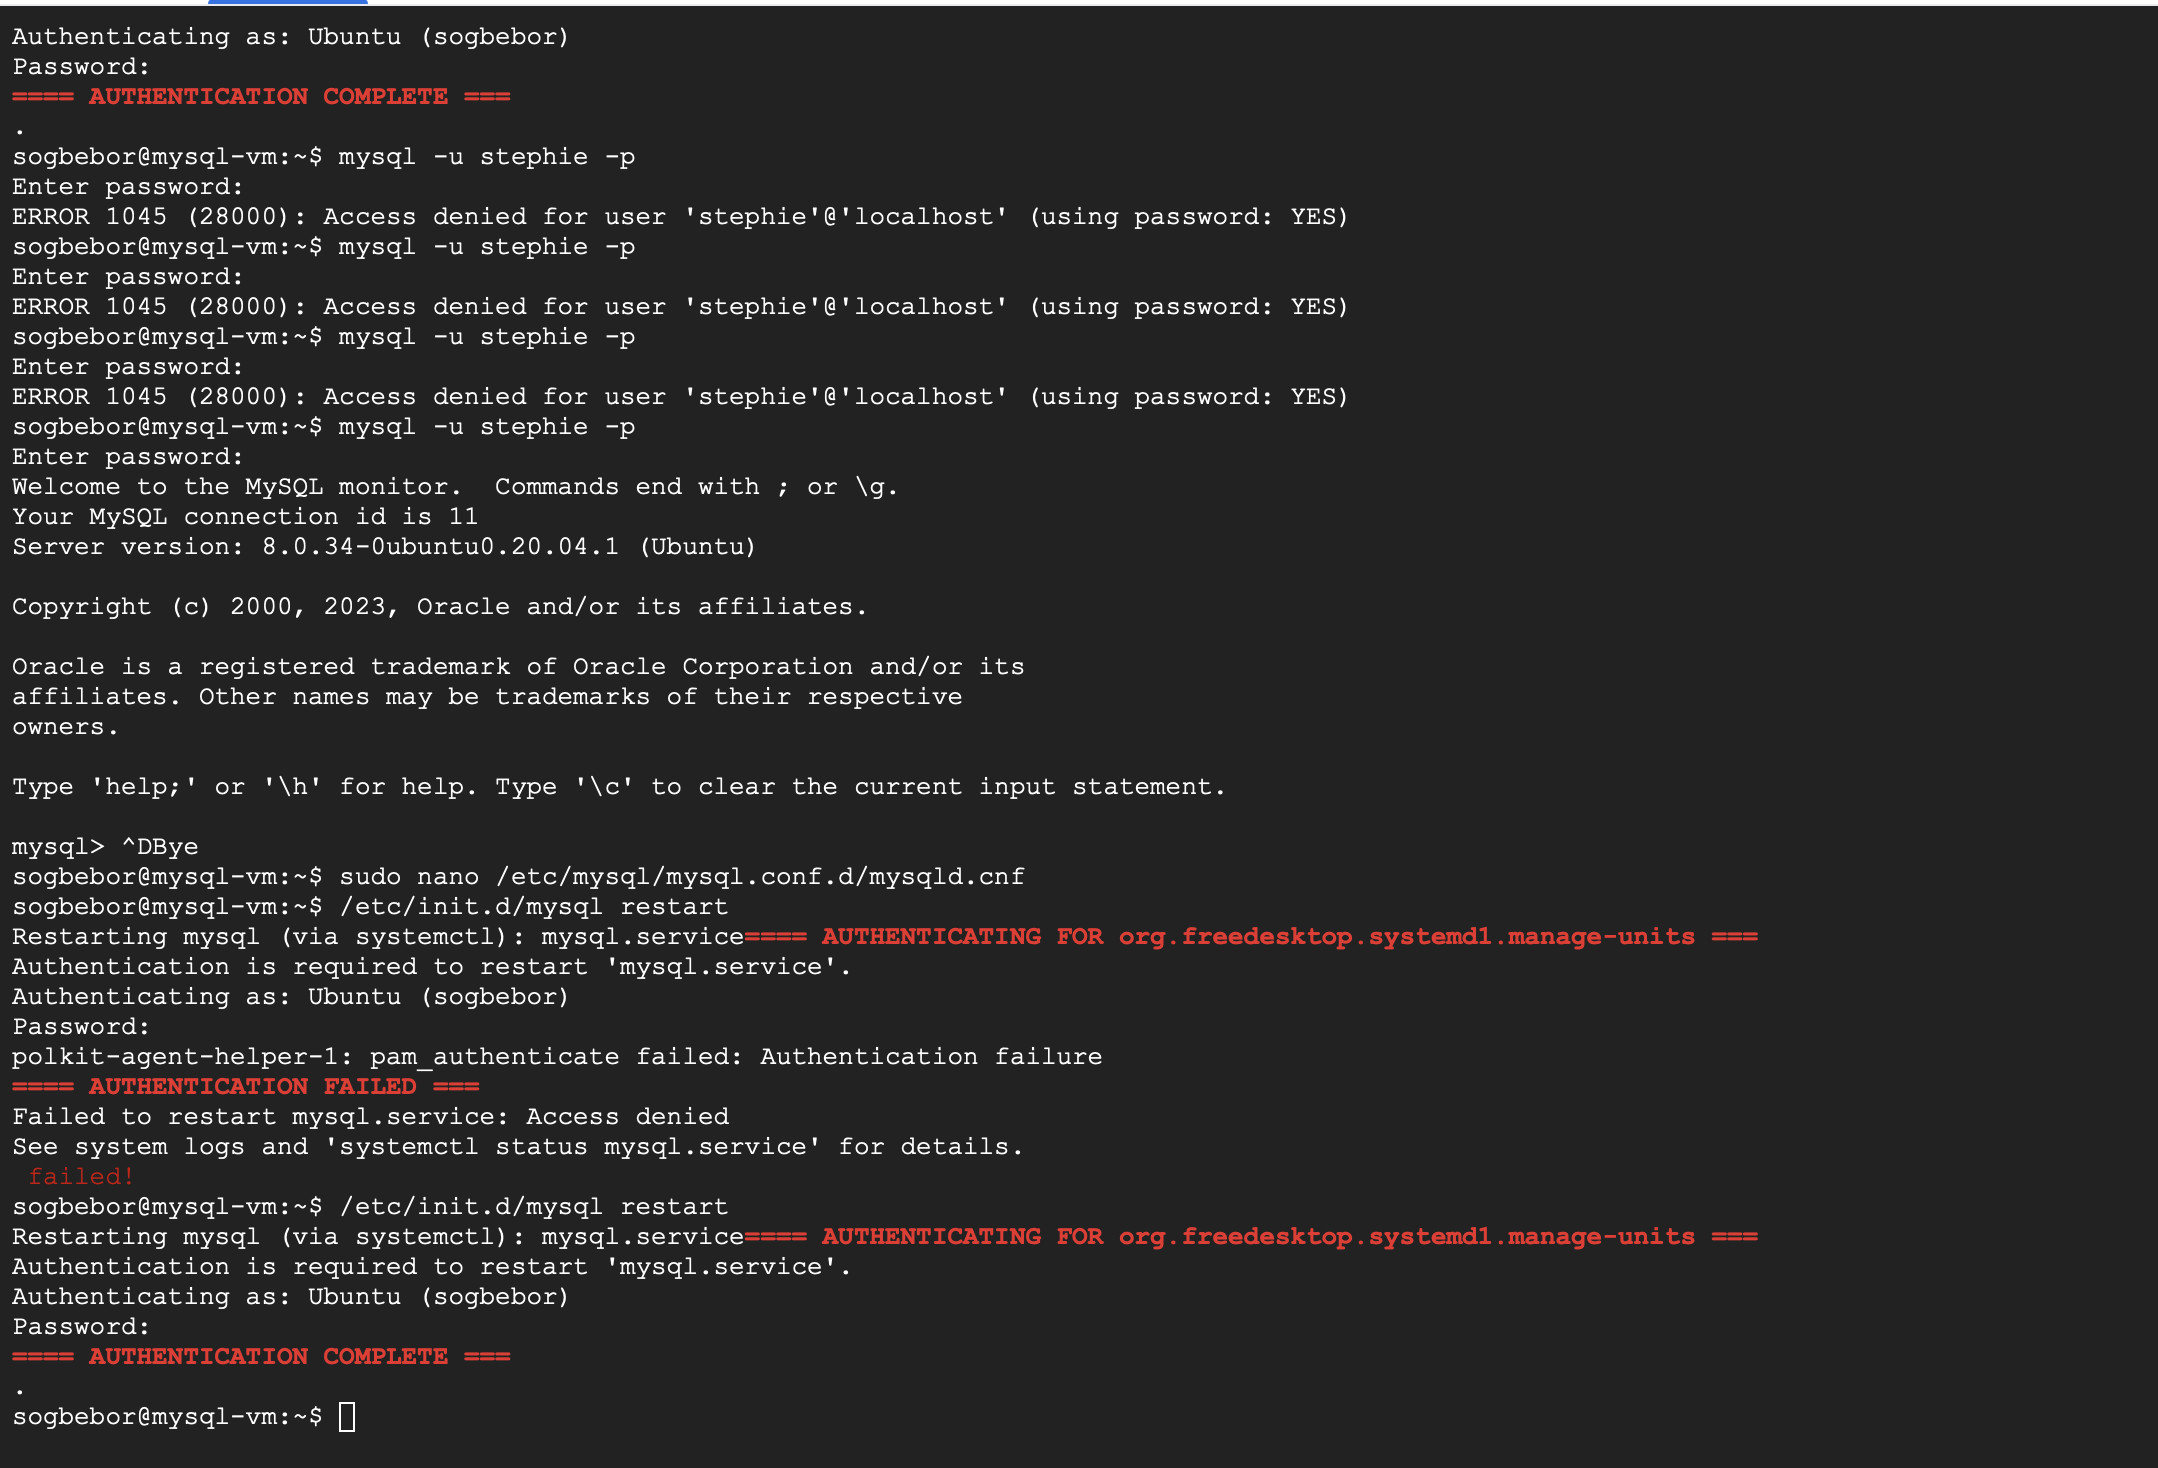 Authenticating as: Ubuntu (sogbebor)
Password:
==== AUTHENTICATION COMPLETE ===
.
sogbebor@mysql-vm:~$ mysql -u stephie -p
Enter password:
ERROR 1045 (28000): Access denied for user 'stephie'@'localhost' (using password: YES)
sogbebor@mysql-vm:~$ mysql -u stephie -p
Enter password:
ERROR 1045 (28000): Access denied for user 'stephie'@'localhost' (using password: YES)
sogbebor@mysql-vm:~$ mysql -u stephie -p
Enter password:
ERROR 1045 (28000): Access denied for user 'stephie'@'localhost' (using password: YES)
sogbebor@mysql-vm:~$ mysql -u stephie -p
Enter password:
Welcome to the MySQL monitor.  Commands end with ; or \g.
Your MySQL connection id is 11
Server version: 8.0.34-0ubuntu0.20.04.1 (Ubuntu)

Copyright (c) 2000, 2023, Oracle and/or its affiliates.

Oracle is a registered trademark of Oracle Corporation and/or its
affiliates. Other names may be trademarks of their respective
owners.

Type 'help;' or '\h' for help. Type '\c' to clear the current input statement.

mysql> ^DBye
sogbebor@mysql-vm:~$ sudo nano /etc/mysql/mysql.conf.d/mysqld.cnf
sogbebor@mysql-vm:~$ /etc/init.d/mysql restart
Restarting mysql (via systemctl): mysql.service==== AUTHENTICATING FOR org.freedesktop.systemd1.manage-units ===
Authentication is required to restart 'mysql.service'.
Authenticating as: Ubuntu (sogbebor)
Password:
polkit-agent-helper-1: pam_authenticate failed: Authentication failure
==== AUTHENTICATION FAILED ===
Failed to restart mysql.service: Access denied
See system logs and 'systemctl status mysql.service' for details.
 failed!
sogbebor@mysql-vm:~$ /etc/init.d/mysql restart
Restarting mysql (via systemctl): mysql.service==== AUTHENTICATING FOR org.freedesktop.systemd1.manage-units ===
Authentication is required to restart 'mysql.service'.
Authenticating as: Ubuntu (sogbebor)
Password:
==== AUTHENTICATION COMPLETE ===
.
sogbebor@mysql-vm:~$